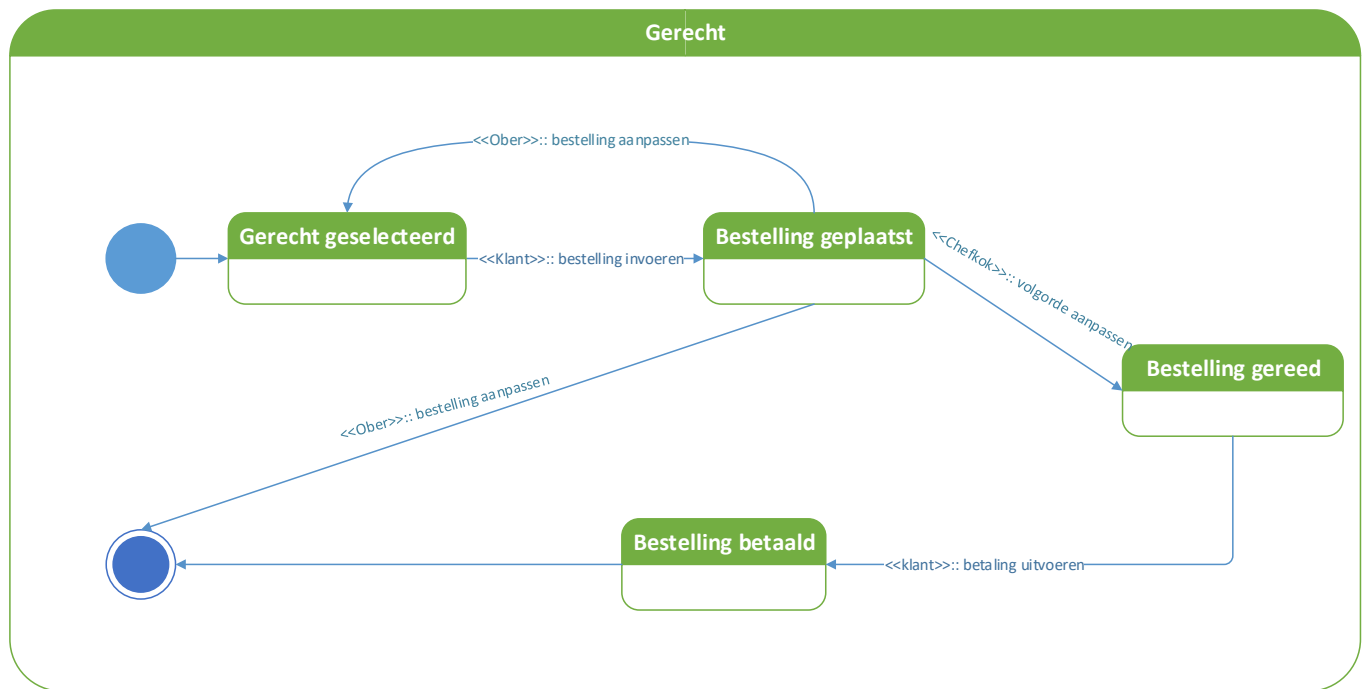 Gerecht
<<Ober>>:: bestelling aanpassen
Gerecht geselecteerd
<<Klant>>:: bestelling invoeren
Bestelling geplaatst
<<Chefkok>>:: volgorde aanpassen
Bestelling gereed
<<Ober>>:: bestelling aanpassen
Bestelling betaald
<<klant>>:: betaling uitvoeren